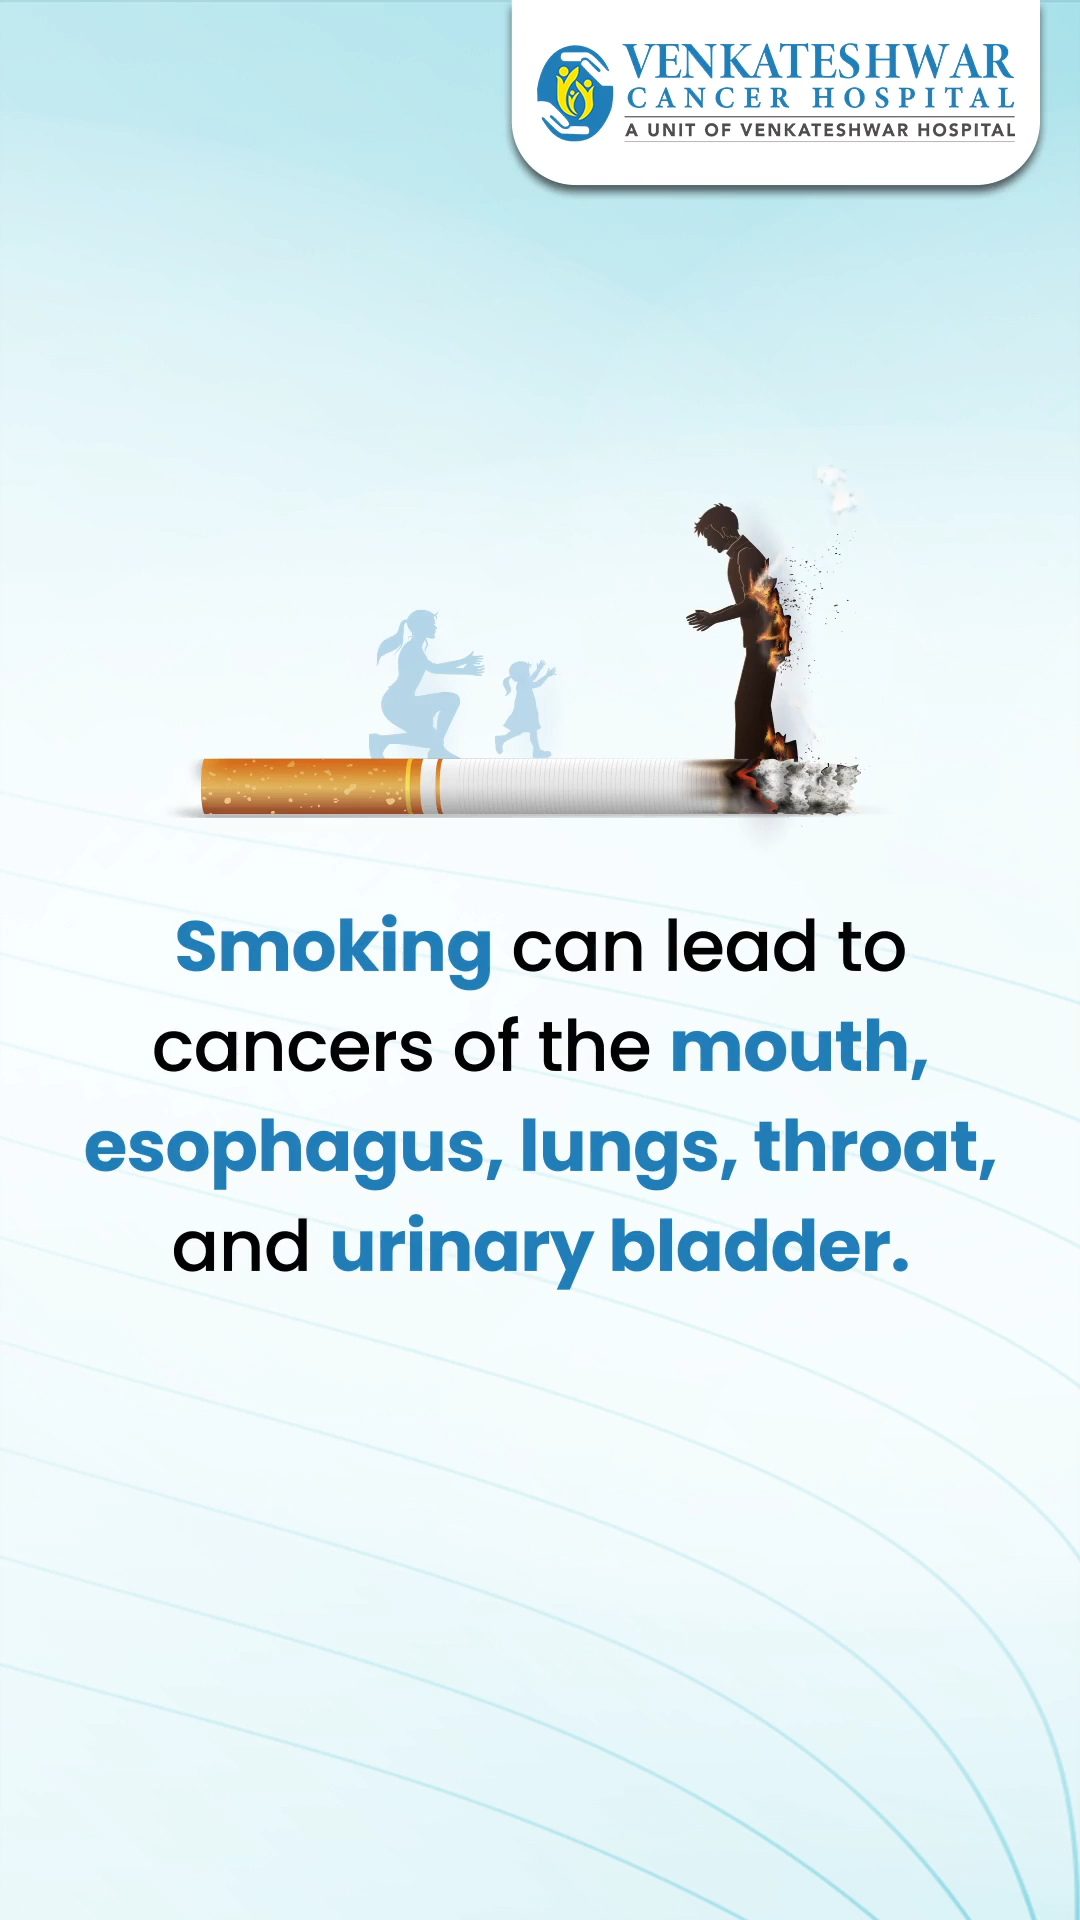 VENKATESHWAR
CANCER HOSPITAL
A UNIT OF VENKATESHWAR HOSPITAL
Smoking can lead to
cancers of the mouth,
esophagus, lungs, throat,
and urinary bladder.